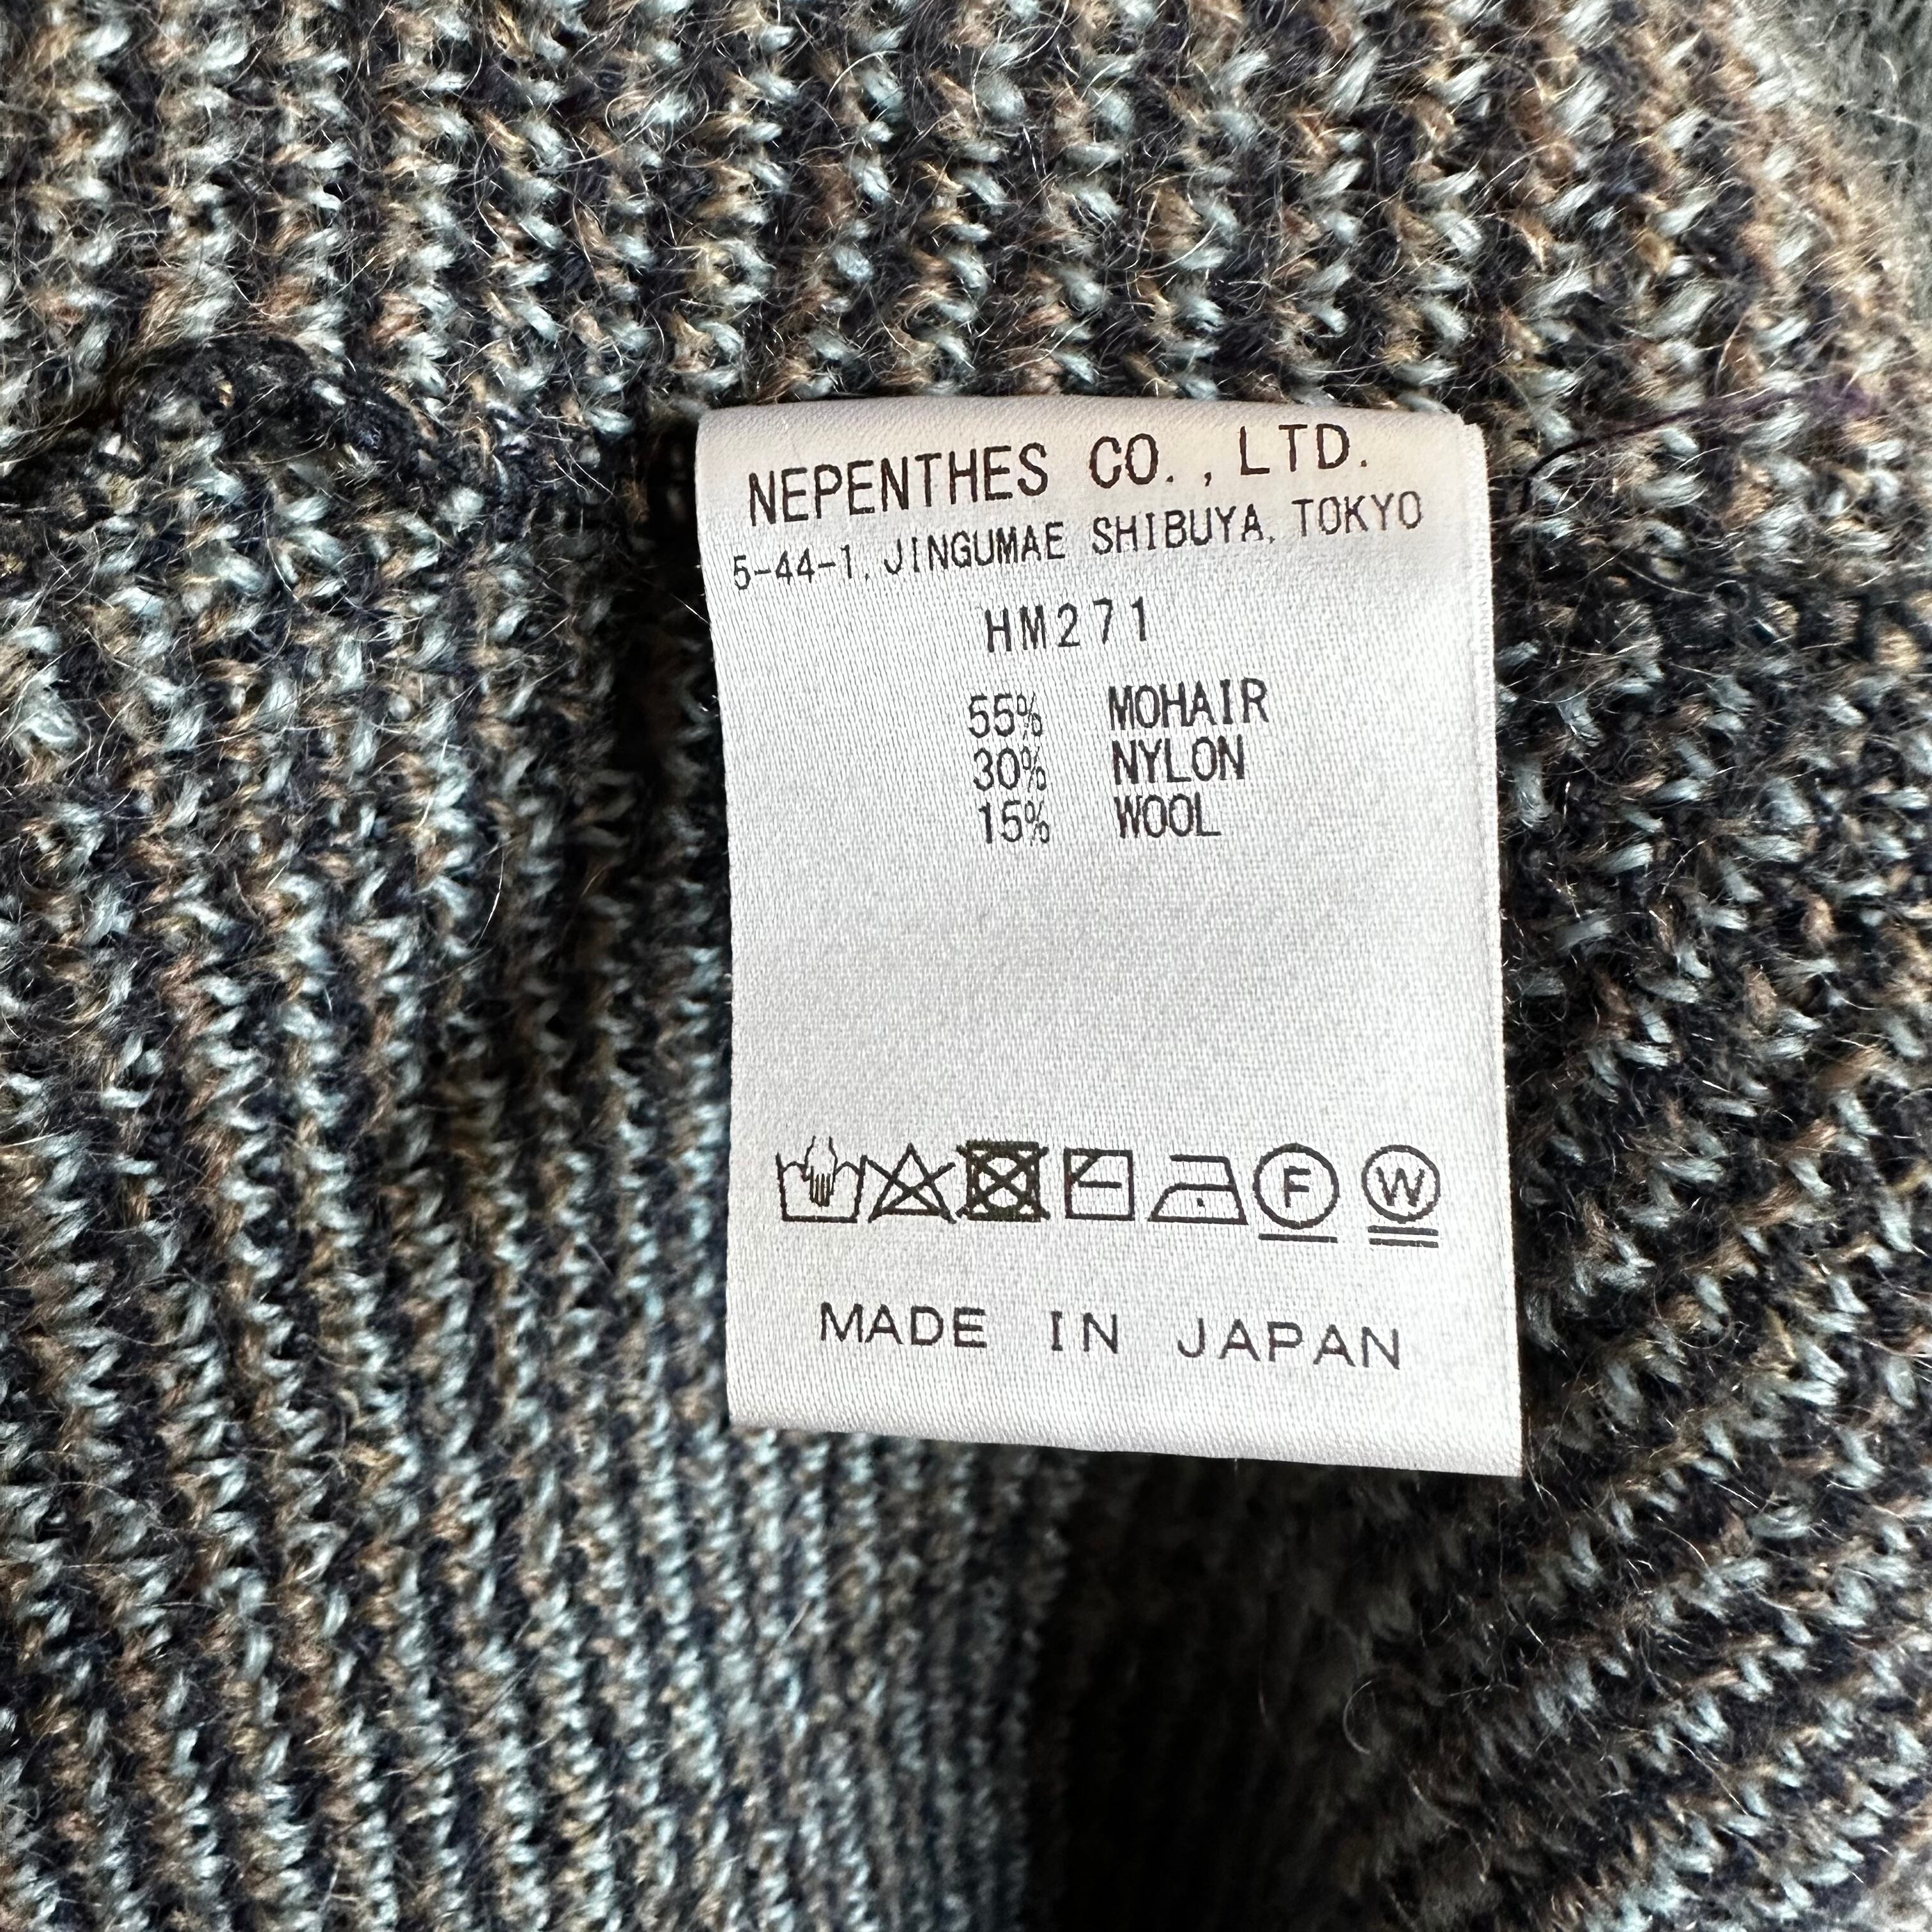 NEPENTHES CO., LTD.
5-44-1, JINGUMAE SHIBUYA, TOKYO
HM271
55% MOHAIR
30% NYLON
15% WOOL
F W
MADE IN JAPAN